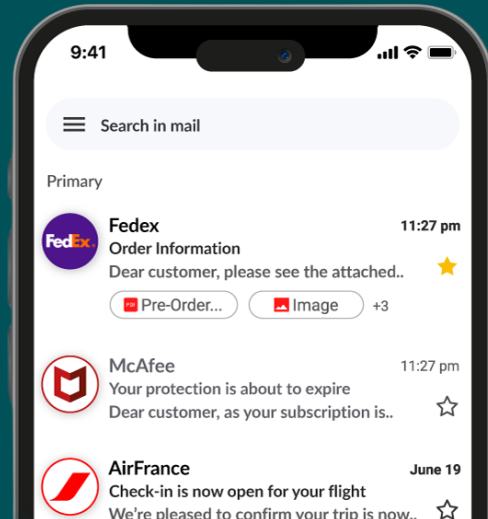 9:41
Search in mail
Primary
FedEx.
Fedex
11:27 pm
Order Information
Dear customer, please see the attached..
PDF Pre-Order... Image +3
McAfee
11:27 pm
Your protection is about to expire
Dear customer, as your subscription is..
AirFrance
June 19
Check-in is now open for your flight
We're pleased to confirm your trip is now..